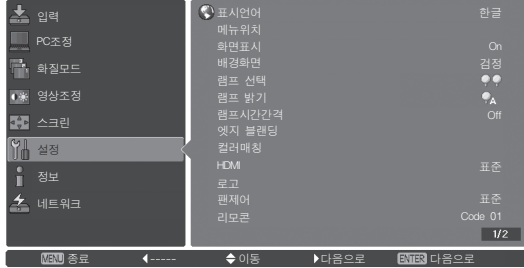 입력
PC조정
화질모드
영상조정
스크린
설정
정보
네트워크
표시언어 한글
메뉴위치
화면표시 On
배경화면 검정
램프 선택
램프 밝기 A
램프시간간격 Off
엣지 블랜딩
컬러매칭
HDMI 표준
로고
팬제어 표준
리모콘 Code 01
1/2
MENU 종료 ◀----- 이동 ▶다음으로 ENTER 다음으로